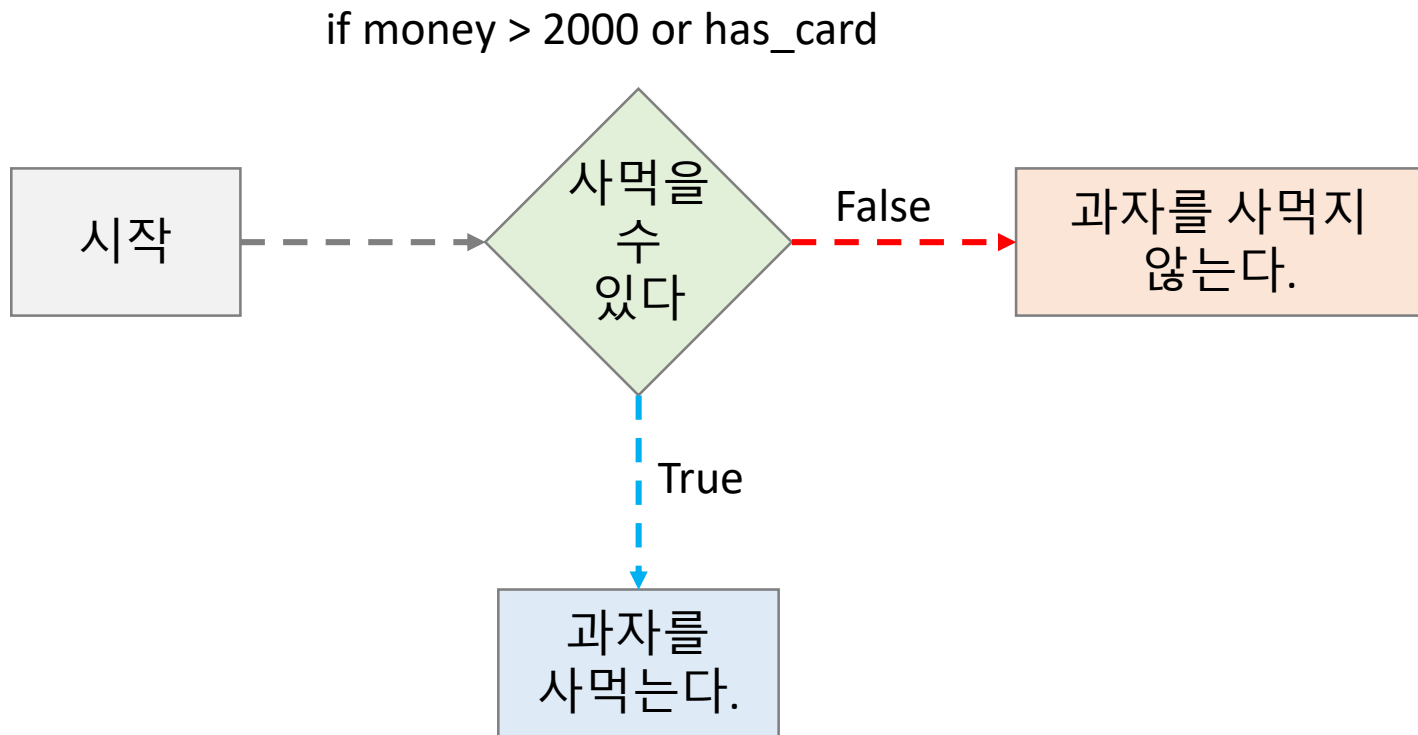 if money > 2000 or has_card
시작
사먹을
수
있다
False
과자를 사먹지
않는다.
True
과자를
사먹는다.